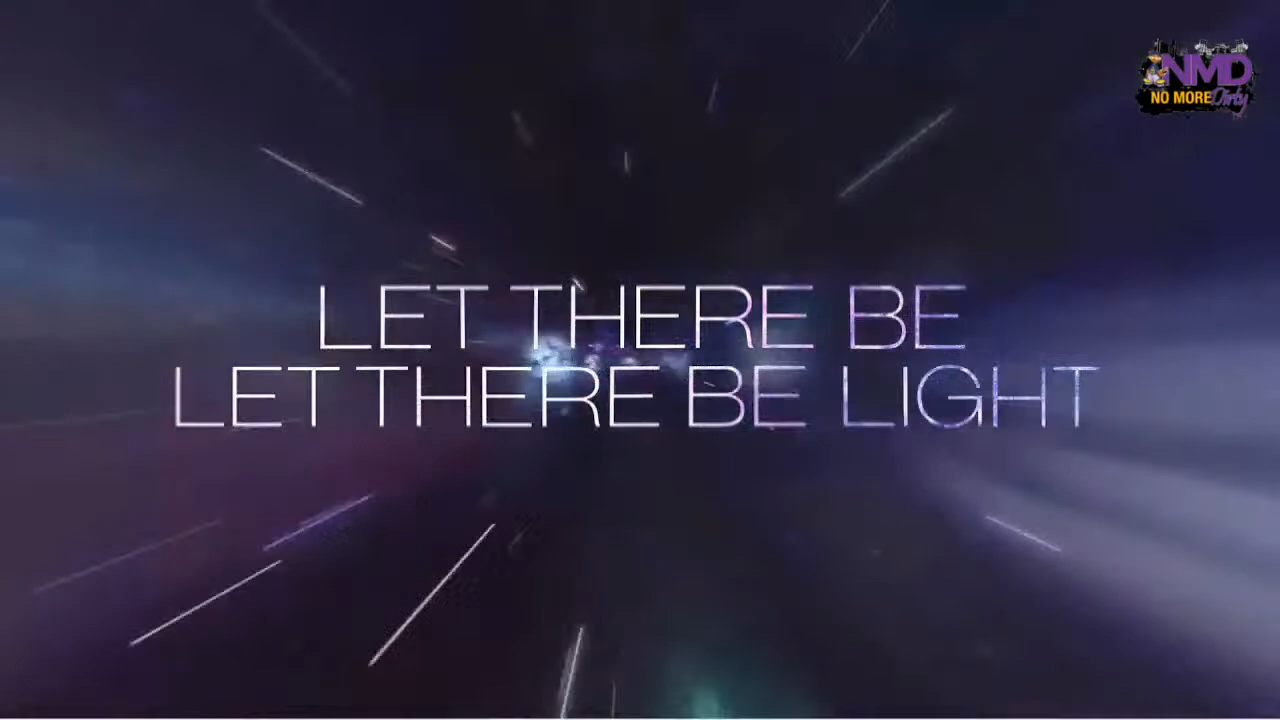 NMD
NO MORE Dirty
LET THERE BE
LET THERE BE LIGHT